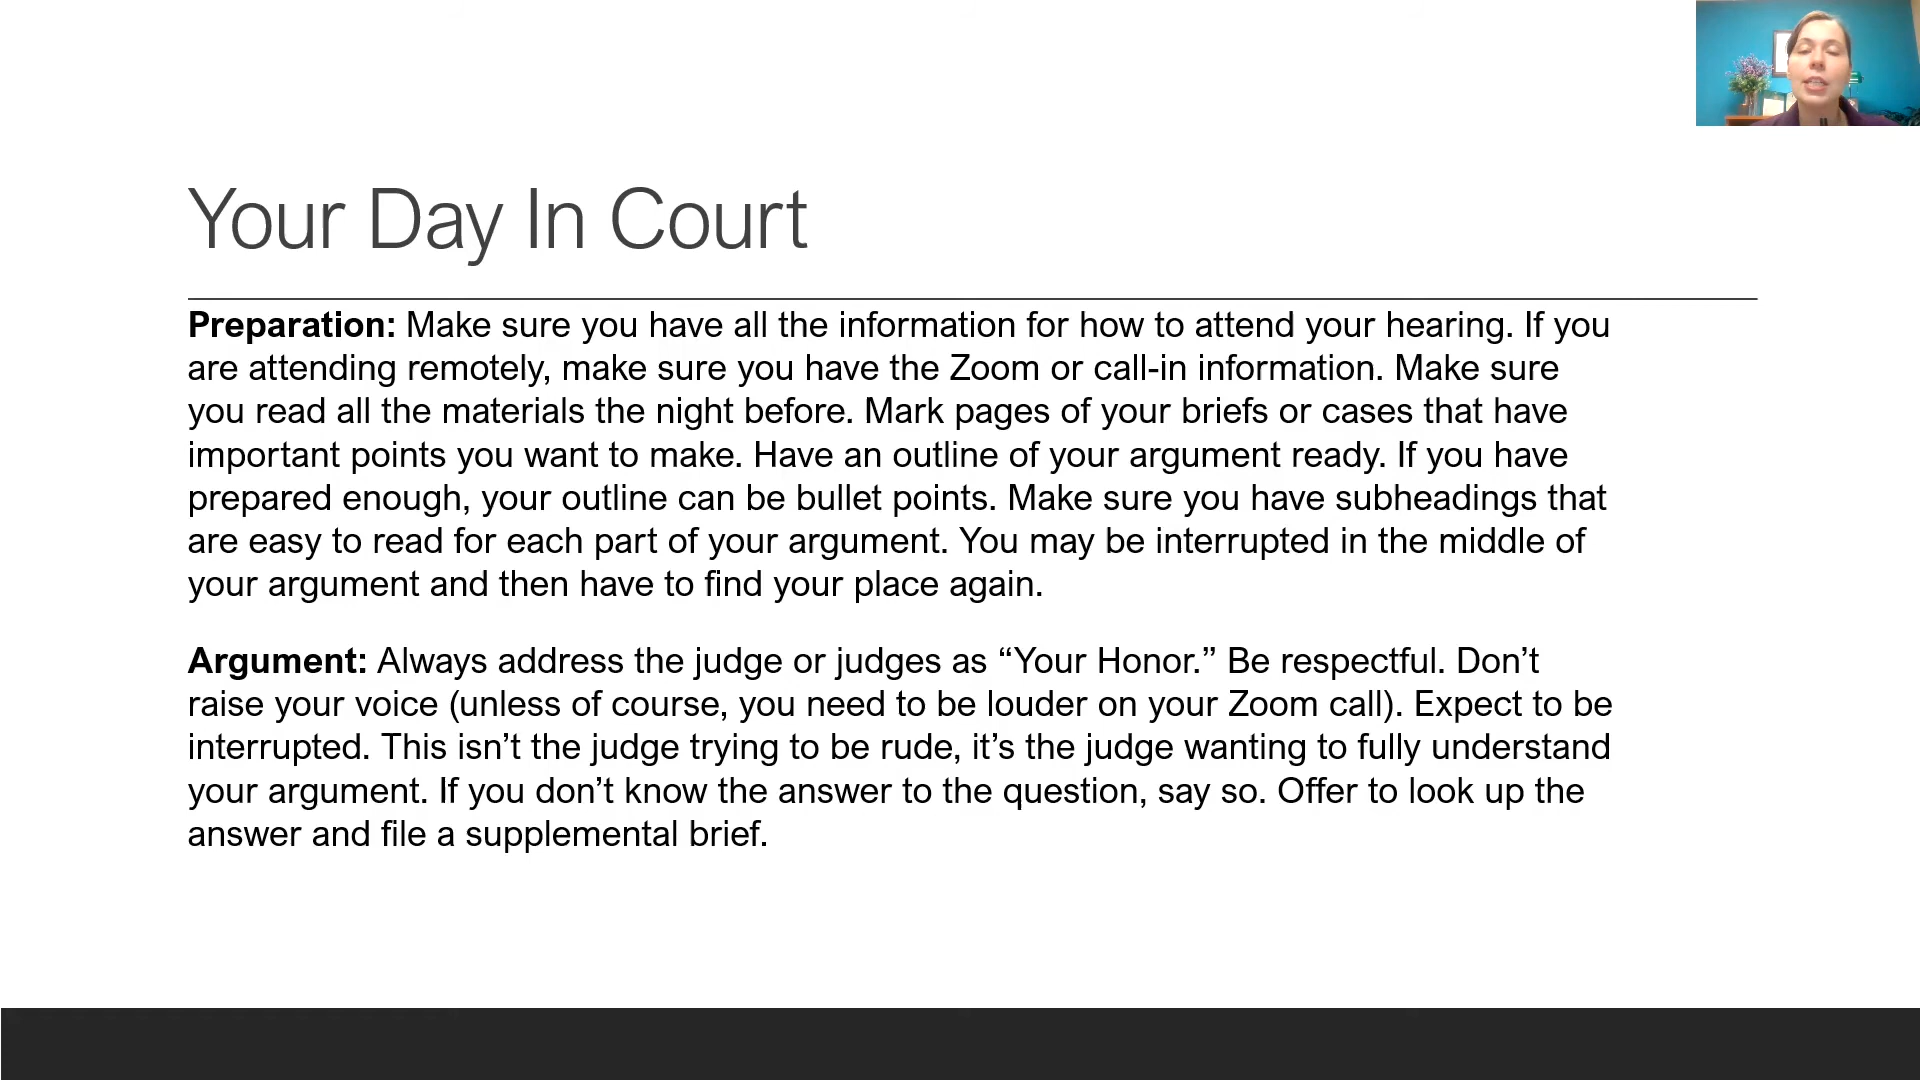 Your Day In Court
Preparation: Make sure you have all the information for how to attend your hearing. If you
are attending remotely, make sure you have the Zoom or call-in information. Make sure
you read all the materials the night before. Mark pages of your briefs or cases that have
important points you want to make. Have an outline of your argument ready. If you have
prepared enough, your outline can be bullet points. Make sure you have subheadings that
are easy to read for each part of your argument. You may be interrupted in the middle of
your argument and then have to find your place again.
Argument: Always address the judge or judges as “Your Honor.” Be respectful. Don’t
raise your voice (unless of course, you need to be louder on your Zoom call). Expect to be
interrupted. This isn’t the judge trying to be rude, it’s the judge wanting to fully understand
your argument. If you don’t know the answer to the question, say so. Offer to look up the
answer and file a supplemental brief.